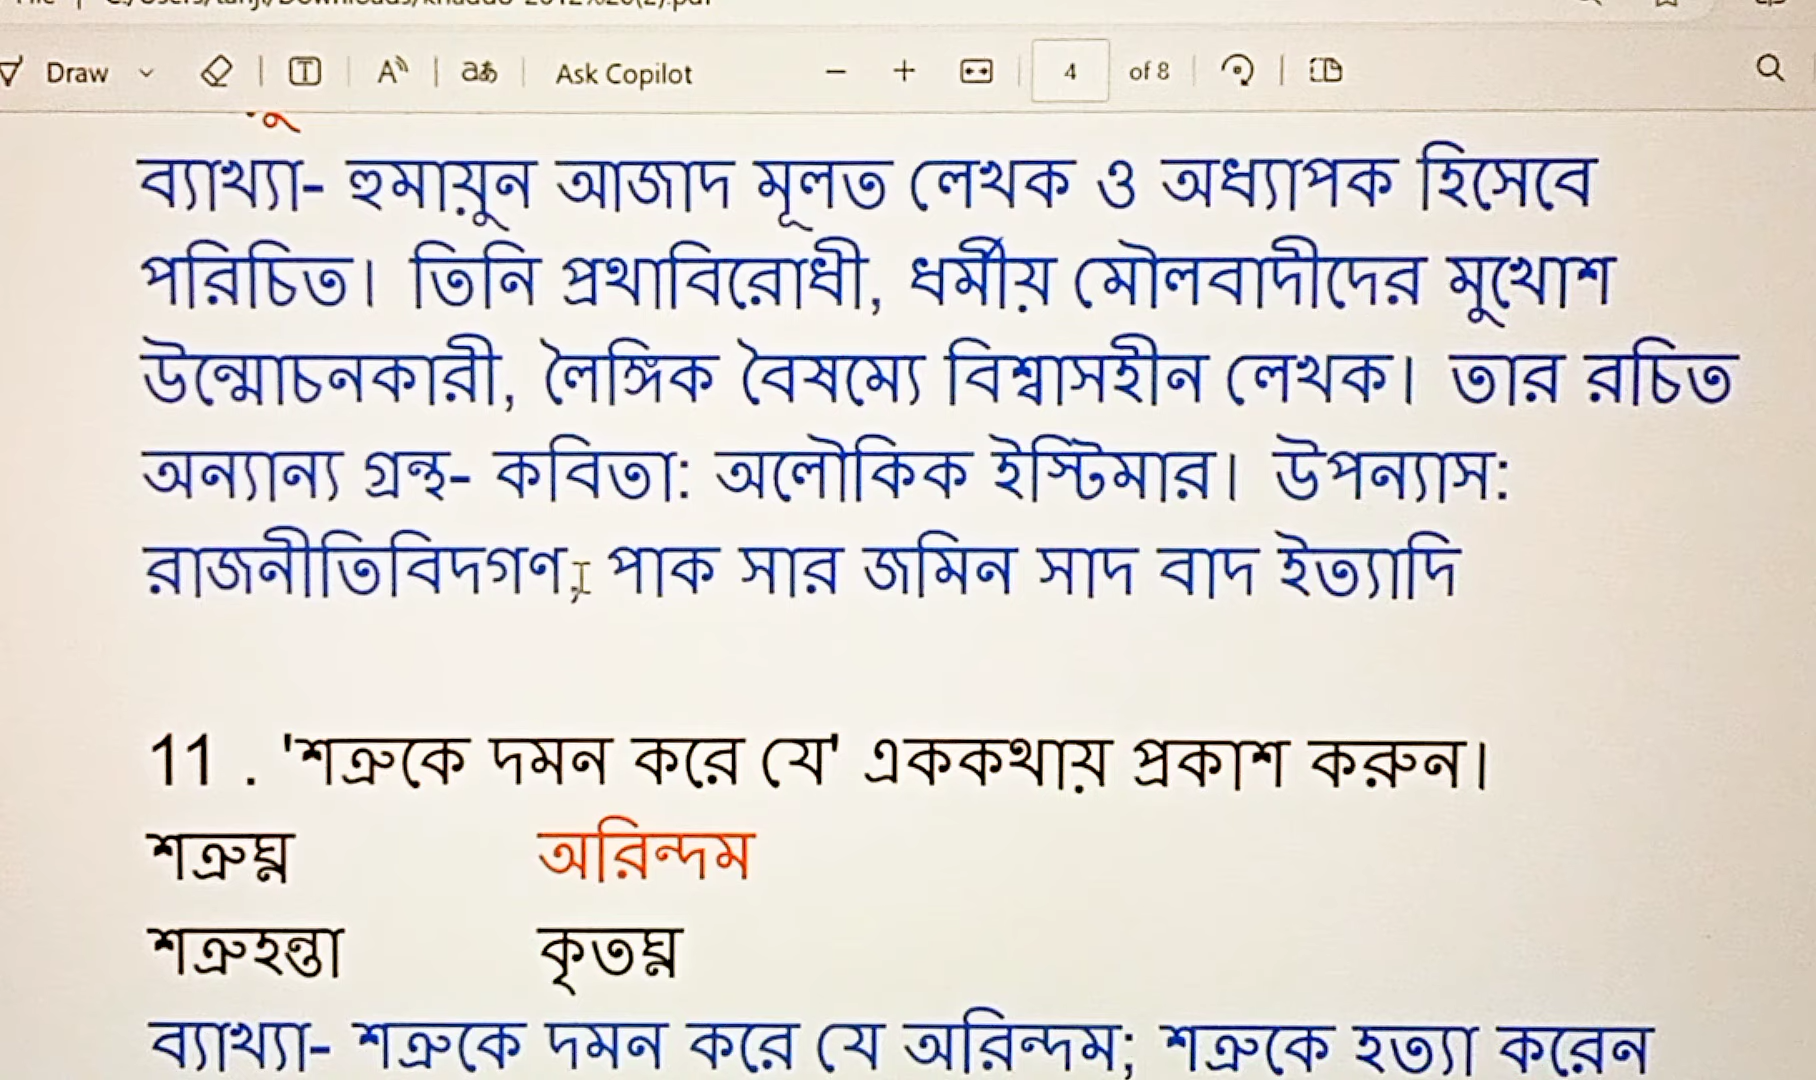 Draw Ask Copilot 4 of 8
ব্যাখ্যা- হুমায়ুন আজাদ মূলত লেখক ও অধ্যাপক হিসেবে
পরিচিত। তিনি প্রথাবিরোধী, ধর্মীয় মৌলবাদীদের মুখোশ
উন্মোচনকারী, লৈঙ্গিক বৈষম্যে বিশ্বাসহীন লেখক। তার রচিত
অন্যান্য গ্রন্থ- কবিতা: অলৌকিক ইস্টিমার। উপন্যাস:
রাজনীতিবিদগণ, পাক সার জমিন সাদ বাদ ইত্যাদি
11 . 'শত্রুকে দমন করে যে' এককথায় প্রকাশ করুন।
শত্রুঘ্ন অরিন্দম
শত্রুহন্তা কৃতঘ্ন
ব্যাখ্যা- শত্রুকে দমন করে যে অরিন্দম; শত্রুকে হত্যা করেন